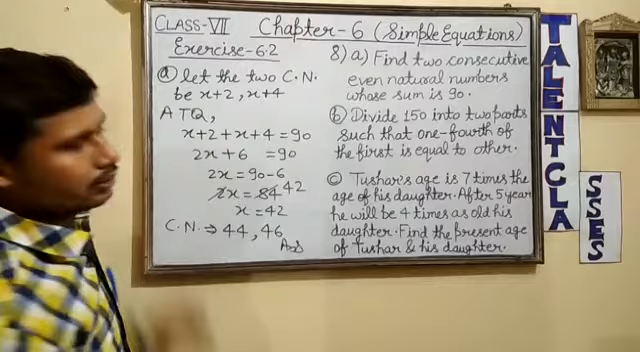 CLASS-VII Chapter-6 (Simple Equations)
Exercise-6.2
ⓐ let the two C.N.
be x+2, x+4
ATQ,
x+2+x+4=90
2x+6 =90
2x=90-6
2x=84 42
x=42
C.N.⇒44,46
Ans
8) a) Find two consecutive
even natural numbers
whose sum is 90.
ⓑ Divide 150 into two parts
such that one-fourth of
the first is equal to other.
ⓒ Tushar's age is 7 times the
age of his daughter. After 5 year
he will be 4 times as old his
daughter. Find the present age
of Tushar & his daughter.
TALENT CLA
SSES